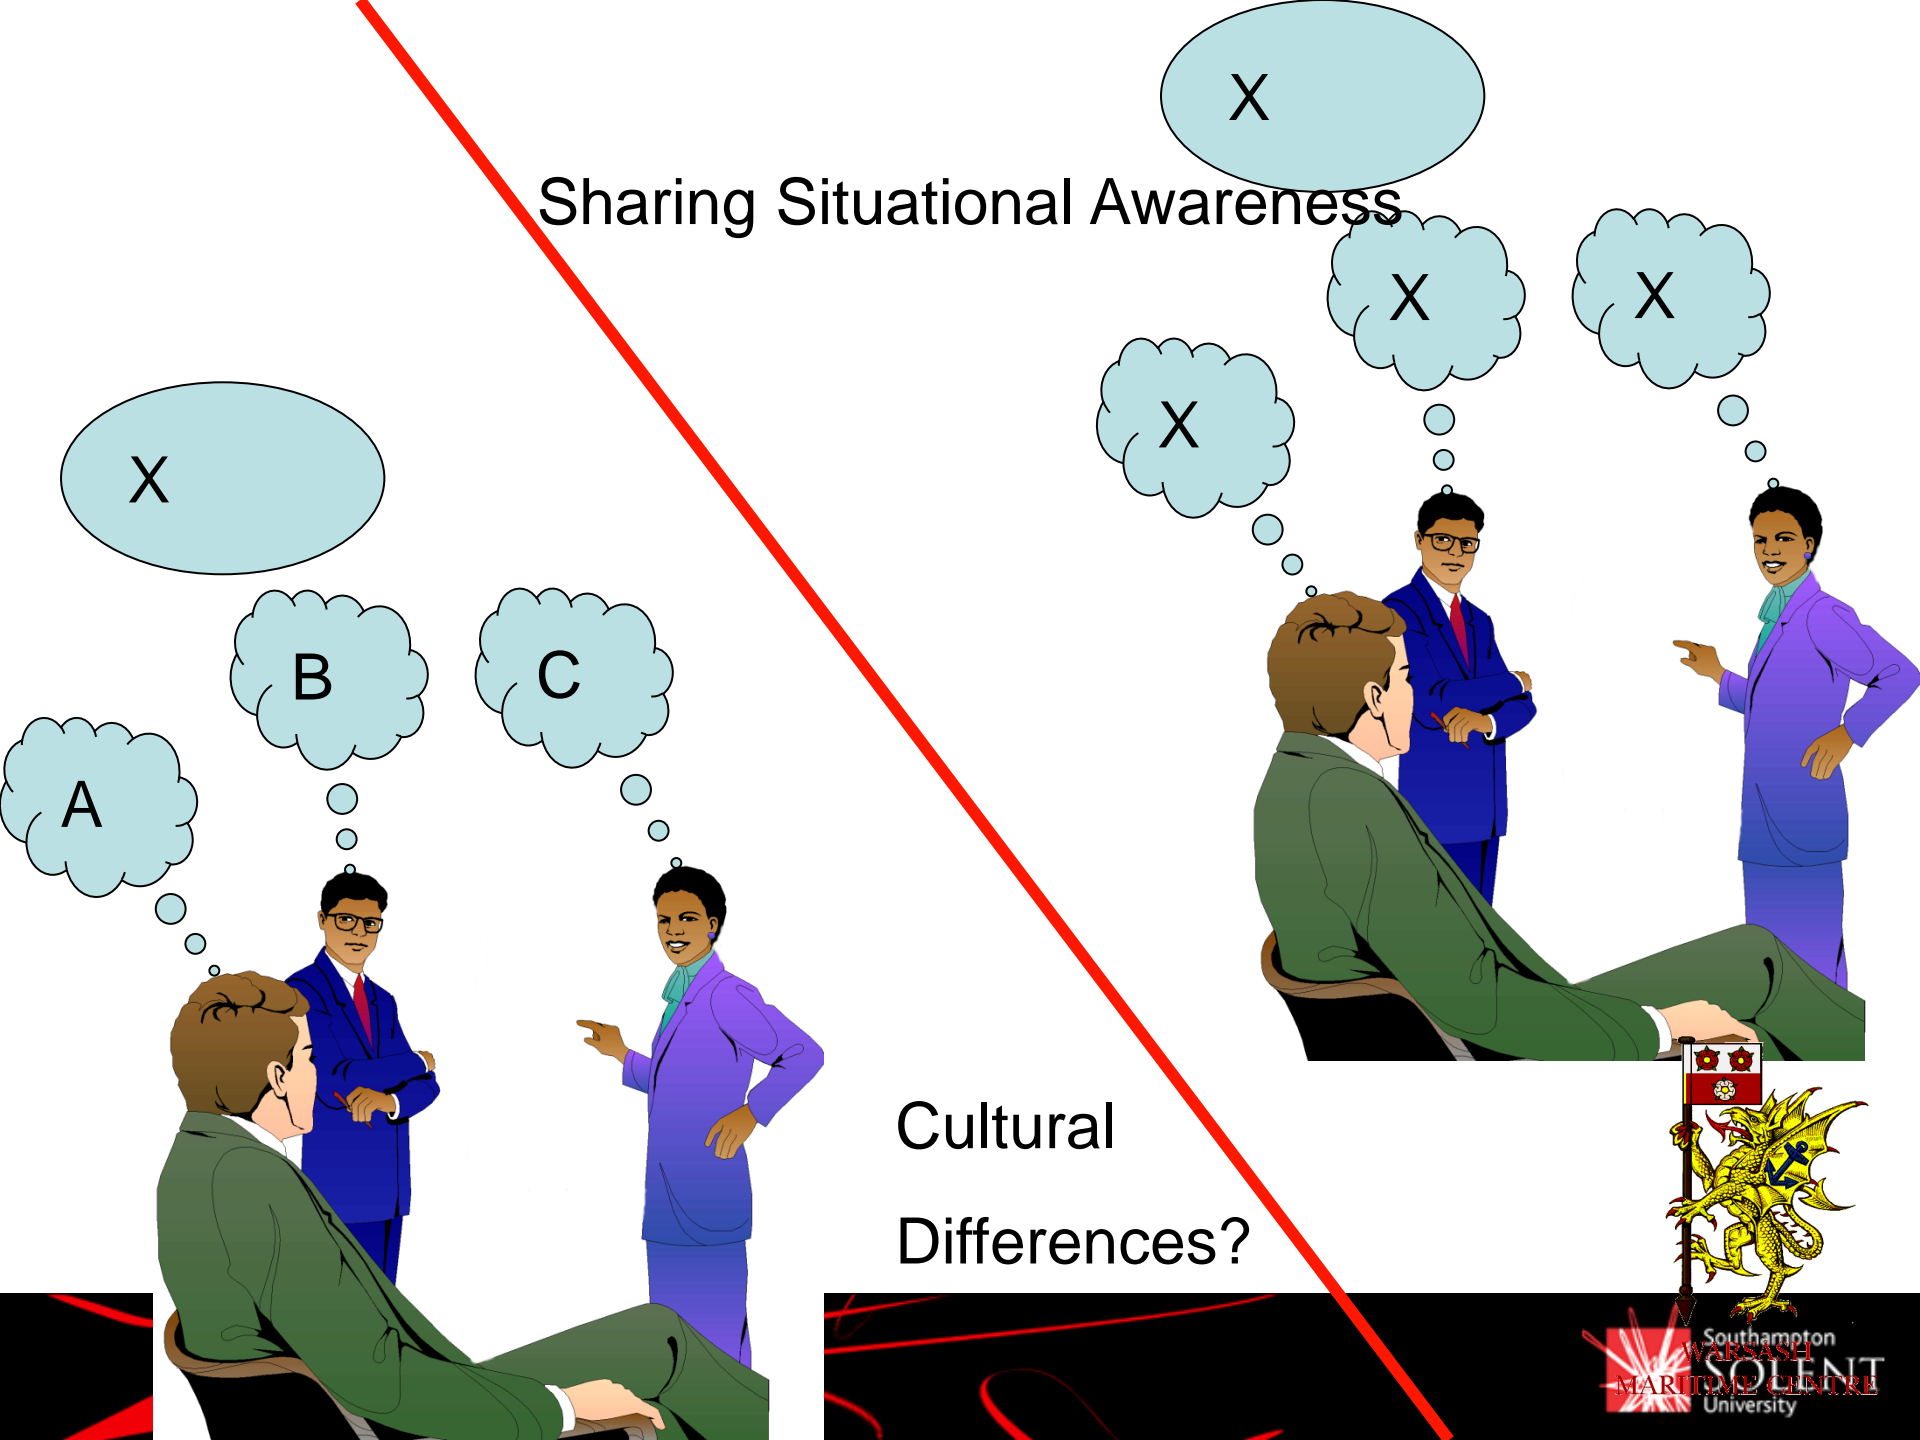 X
Sharing Situational Awareness
X
X
X
X
B
C
A
Cultural
Differences?
Southampton
SOLENT
University
WARSASH
MARITIME CENTRE